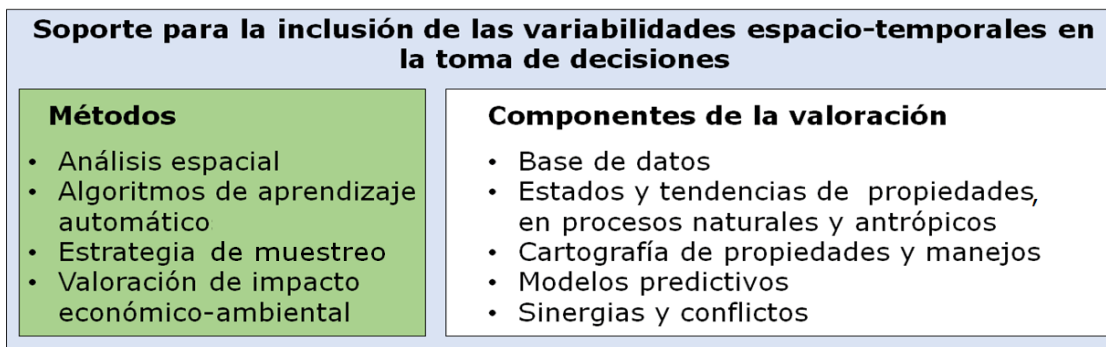 Soporte para la inclusión de las variabilidades espacio-temporales en
la toma de decisiones
Métodos
• Análisis espacial
• Algoritmos de aprendizaje
automático
• Estrategia de muestreo
• Valoración de impacto
económico-ambiental
Componentes de la valoración
• Base de datos
• Estados y tendencias de propiedades,
en procesos naturales y antrópicos
• Cartografía de propiedades y manejos
• Modelos predictivos
• Sinergias y conflictos